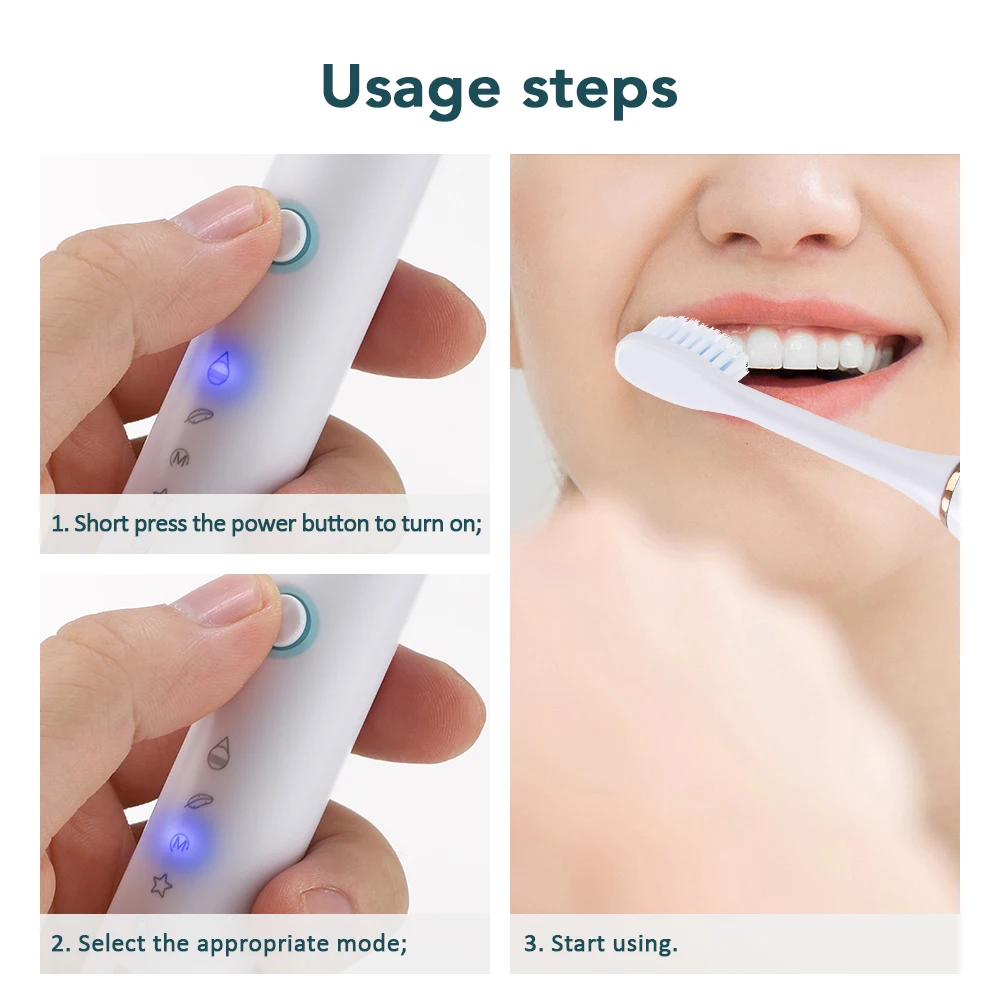 Usage steps
1. Short press the power button to turn on;
M
2. Select the appropriate mode;
M
3. Start using.